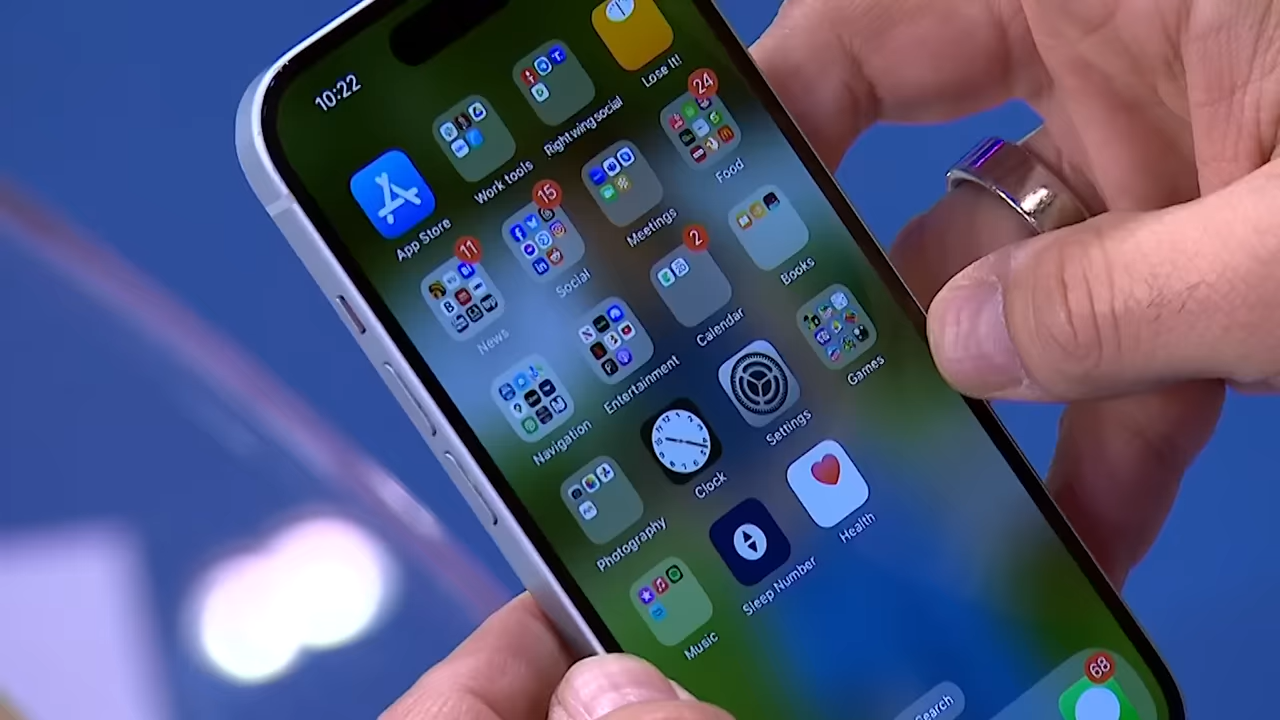 10:22
App Store
Work tools
Right wing social
Lose It!
11
News
15
Social
Meetings
24
Food
Navigation
Entertainment
2
Calendar
Books
Photography
Clock
Settings
Games
Music
Sleep Number
Health
Search
68